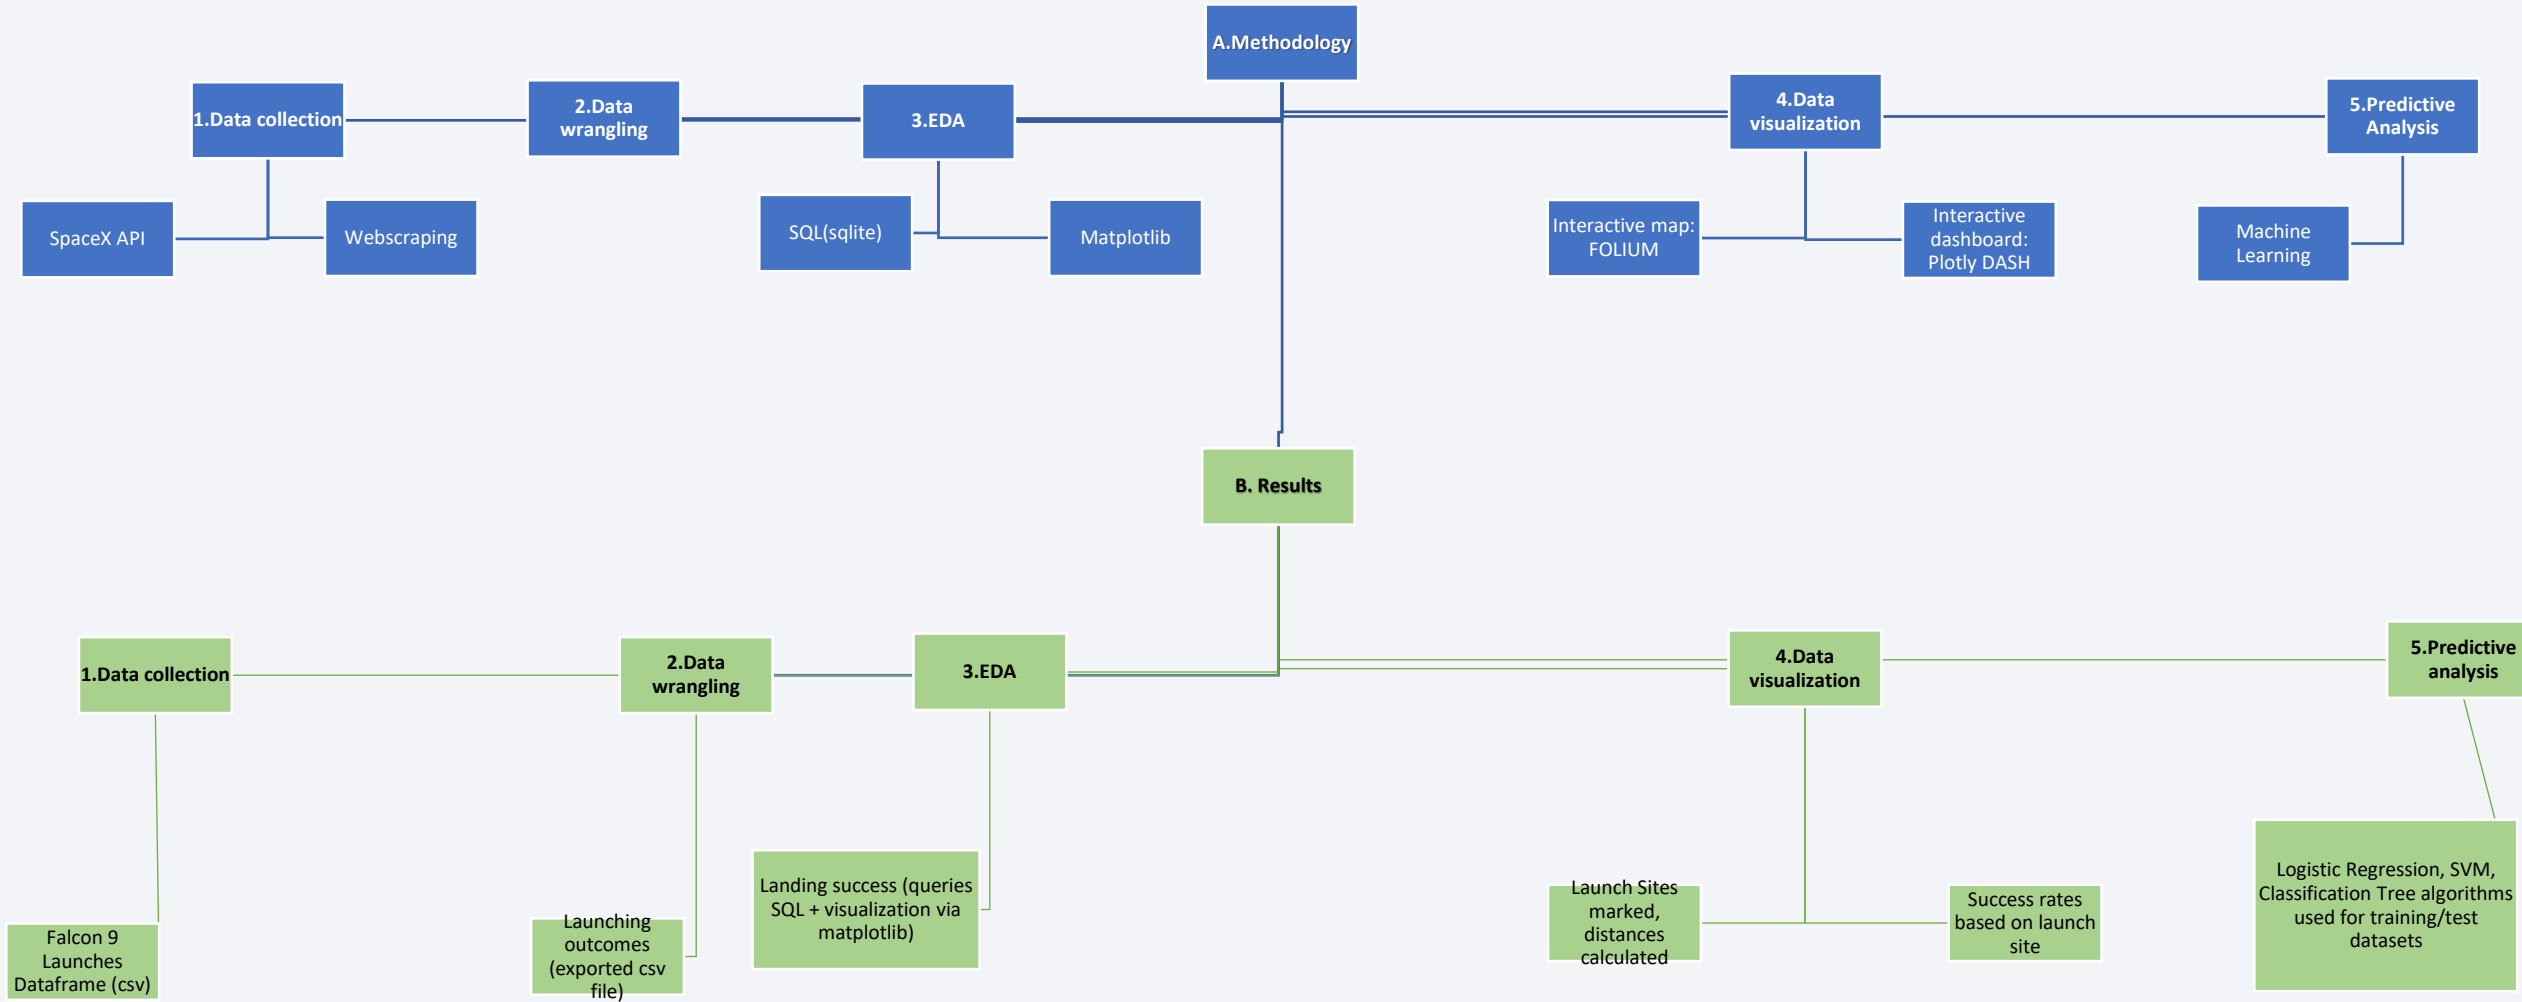 A.Methodology
1.Data collection
2.Data
wrangling
3.EDA
4.Data
visualization
5.Predictive
Analysis
SpaceX API
Webscraping
SQL(sqlite)
Matplotlib
Interactive map:
FOLIUM
Interactive
dashboard:
Plotly DASH
Machine
Learning
B. Results
1.Data collection
2.Data
wrangling
3.EDA
4.Data
visualization
5.Predictive
analysis
Falcon 9
Launches
Dataframe (csv)
Launching
outcomes
(exported csv
file)
Landing success (queries
SQL + visualization via
matplotlib)
Launch Sites
marked,
distances
calculated
Success rates
based on launch
site
Logistic Regression, SVM,
Classification Tree algorithms
used for training/test
datasets